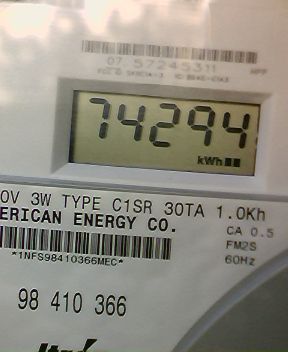 07 57245311
74294
kWh
0V 3W TYPE C1SR 30TA 1.0Kh
ERICAN ENERGY CO.
CA 0.5
FM2S
60Hz
*1NFS98410366MEC*
98 410 366